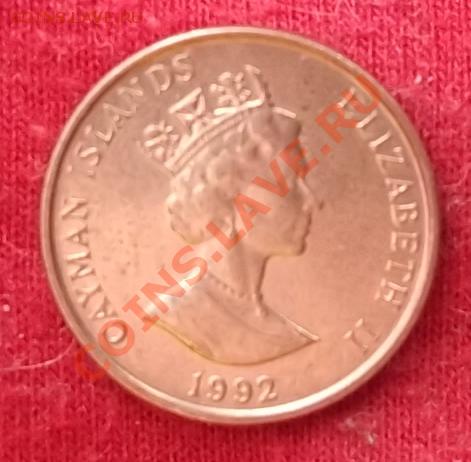 COINS.LAVE.RU
CAYMAN ISLANDS
ELIZABETH II
1992
COINS.LAVE.RU